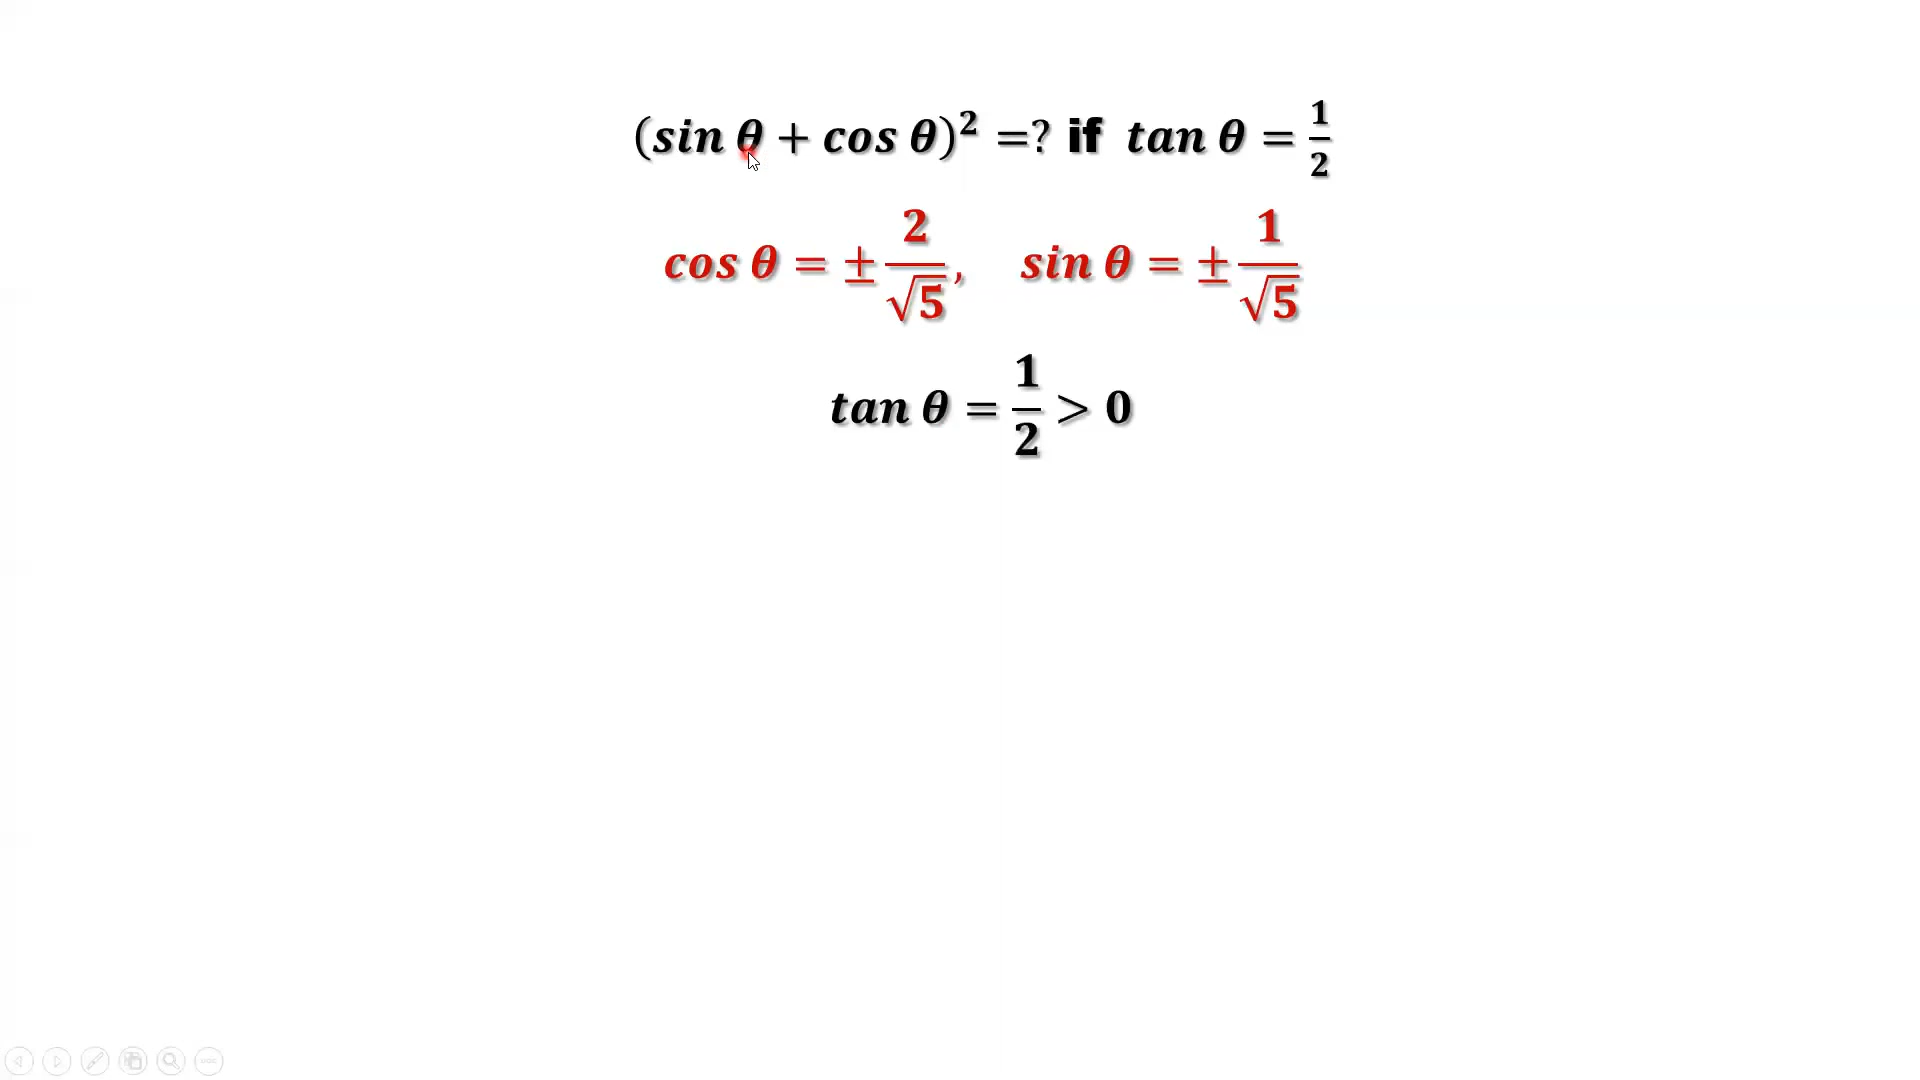 (sin θ + cos θ)² =? if tan θ = 1/2
cos θ = ± 2/√5, sin θ = ± 1/√5
tan θ = 1/2 > 0